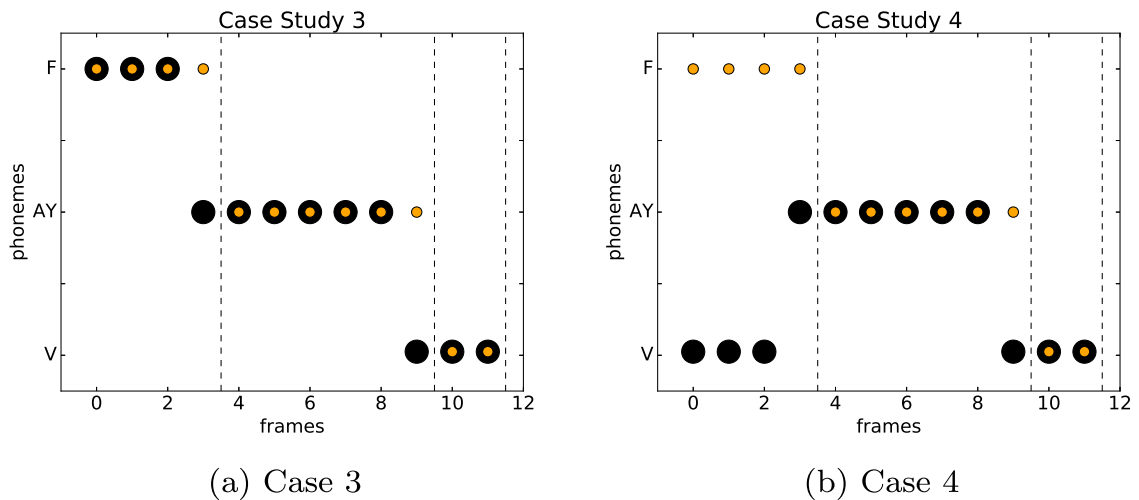 Case Study 3
F
AY
V
phonemes
0 2 4 6 8 10 12
frames
(a) Case 3
Case Study 4
F
AY
V
phonemes
0 2 4 6 8 10 12
frames
(b) Case 4